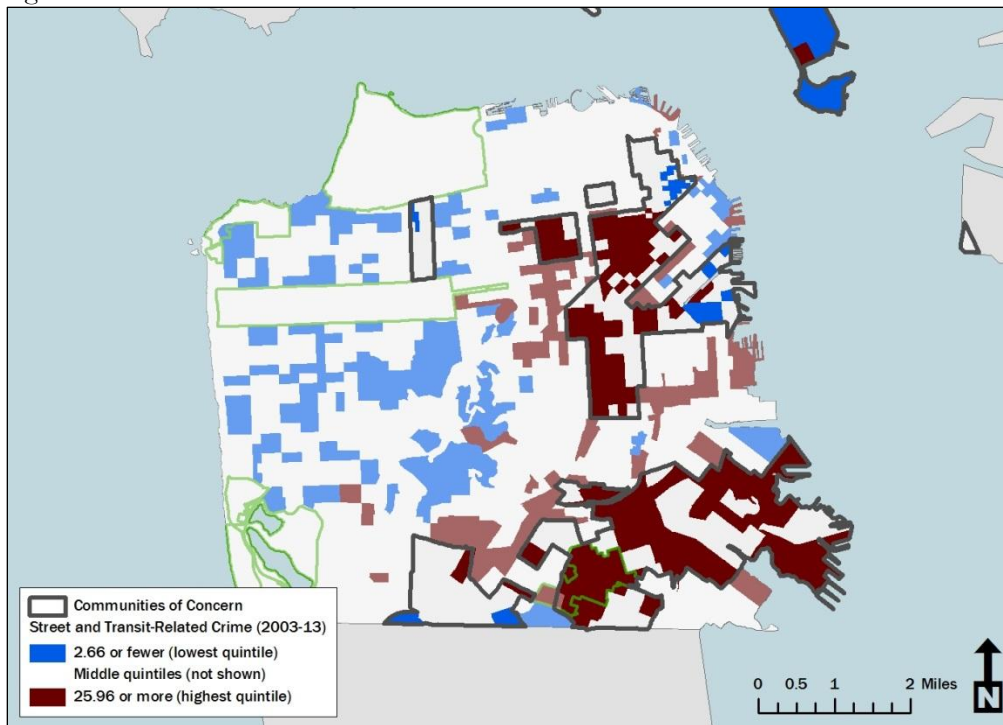 Communities of Concern
Street and Transit-Related Crime (2003-13)
2.66 or fewer (lowest quintile)
Middle quintiles (not shown)
25.96 or more (highest quintile)
0 0.5 1 2 Miles
N